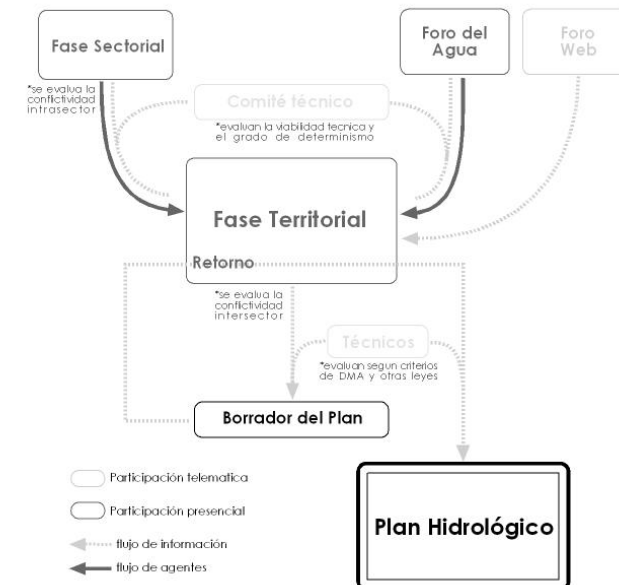 Fase Sectorial
Foro del
Agua
Foro
Web
*se evalua la
conflictividad
intrasector
Comité técnico
*evaluan la viabilidad tecnica y
el grado de determinismo
Fase Territorial
Retorno
*se evalua la
conflictividad
intersector
Técnicos
*evaluan segun criterios
de DMA y otras leyes
Borrador del Plan
Plan Hidrológico
Participación telematica
Participación presencial
flujo de información
flujo de agentes